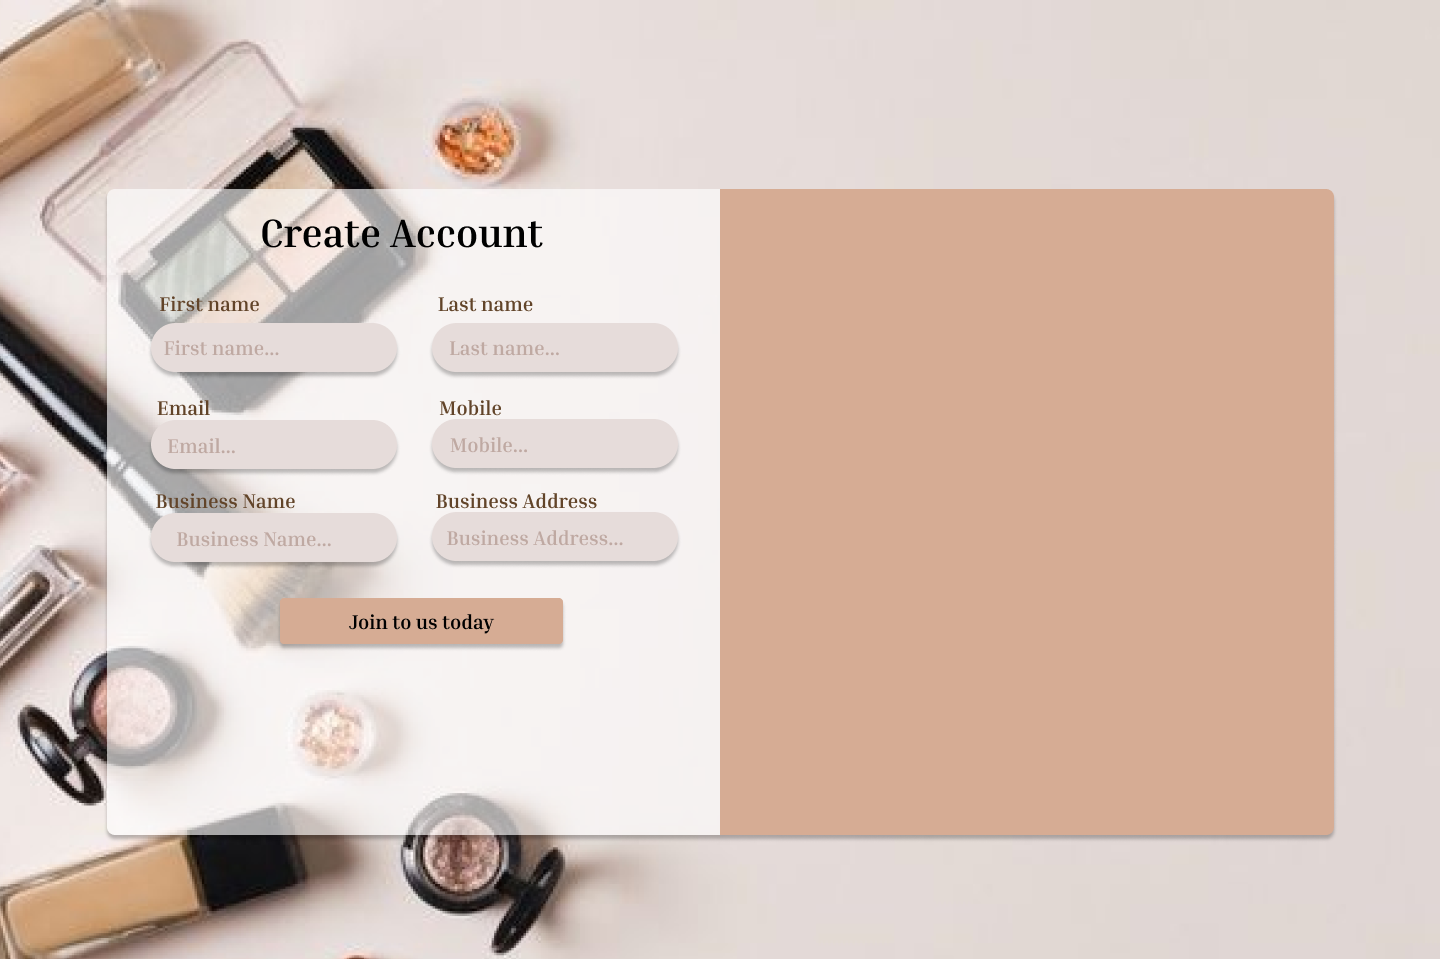 Create Account
First name
Last name
First name...
Last name...
Email
Mobile
Email...
Mobile...
Business Name
Business Address
Business Name...
Business Address...
Join to us today